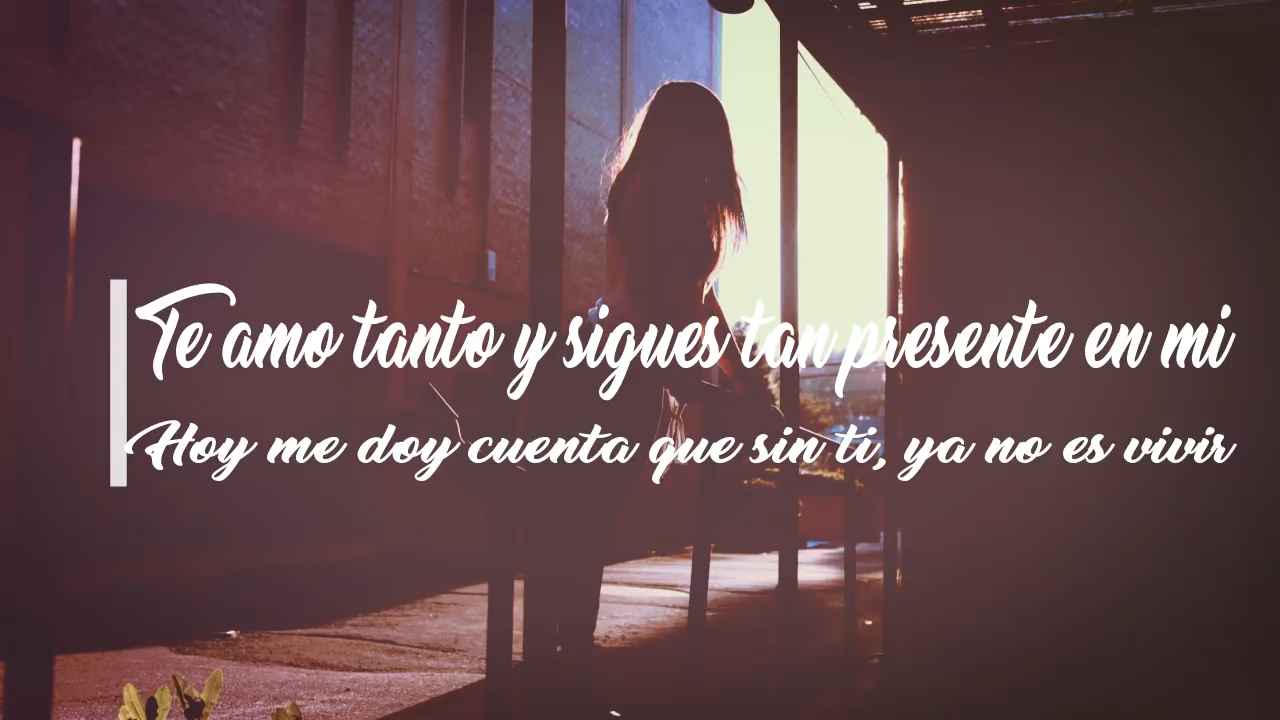 Te amo tanto y sigues tan presente en mi
Hoy me doy cuenta que sin ti, ya no es vivir